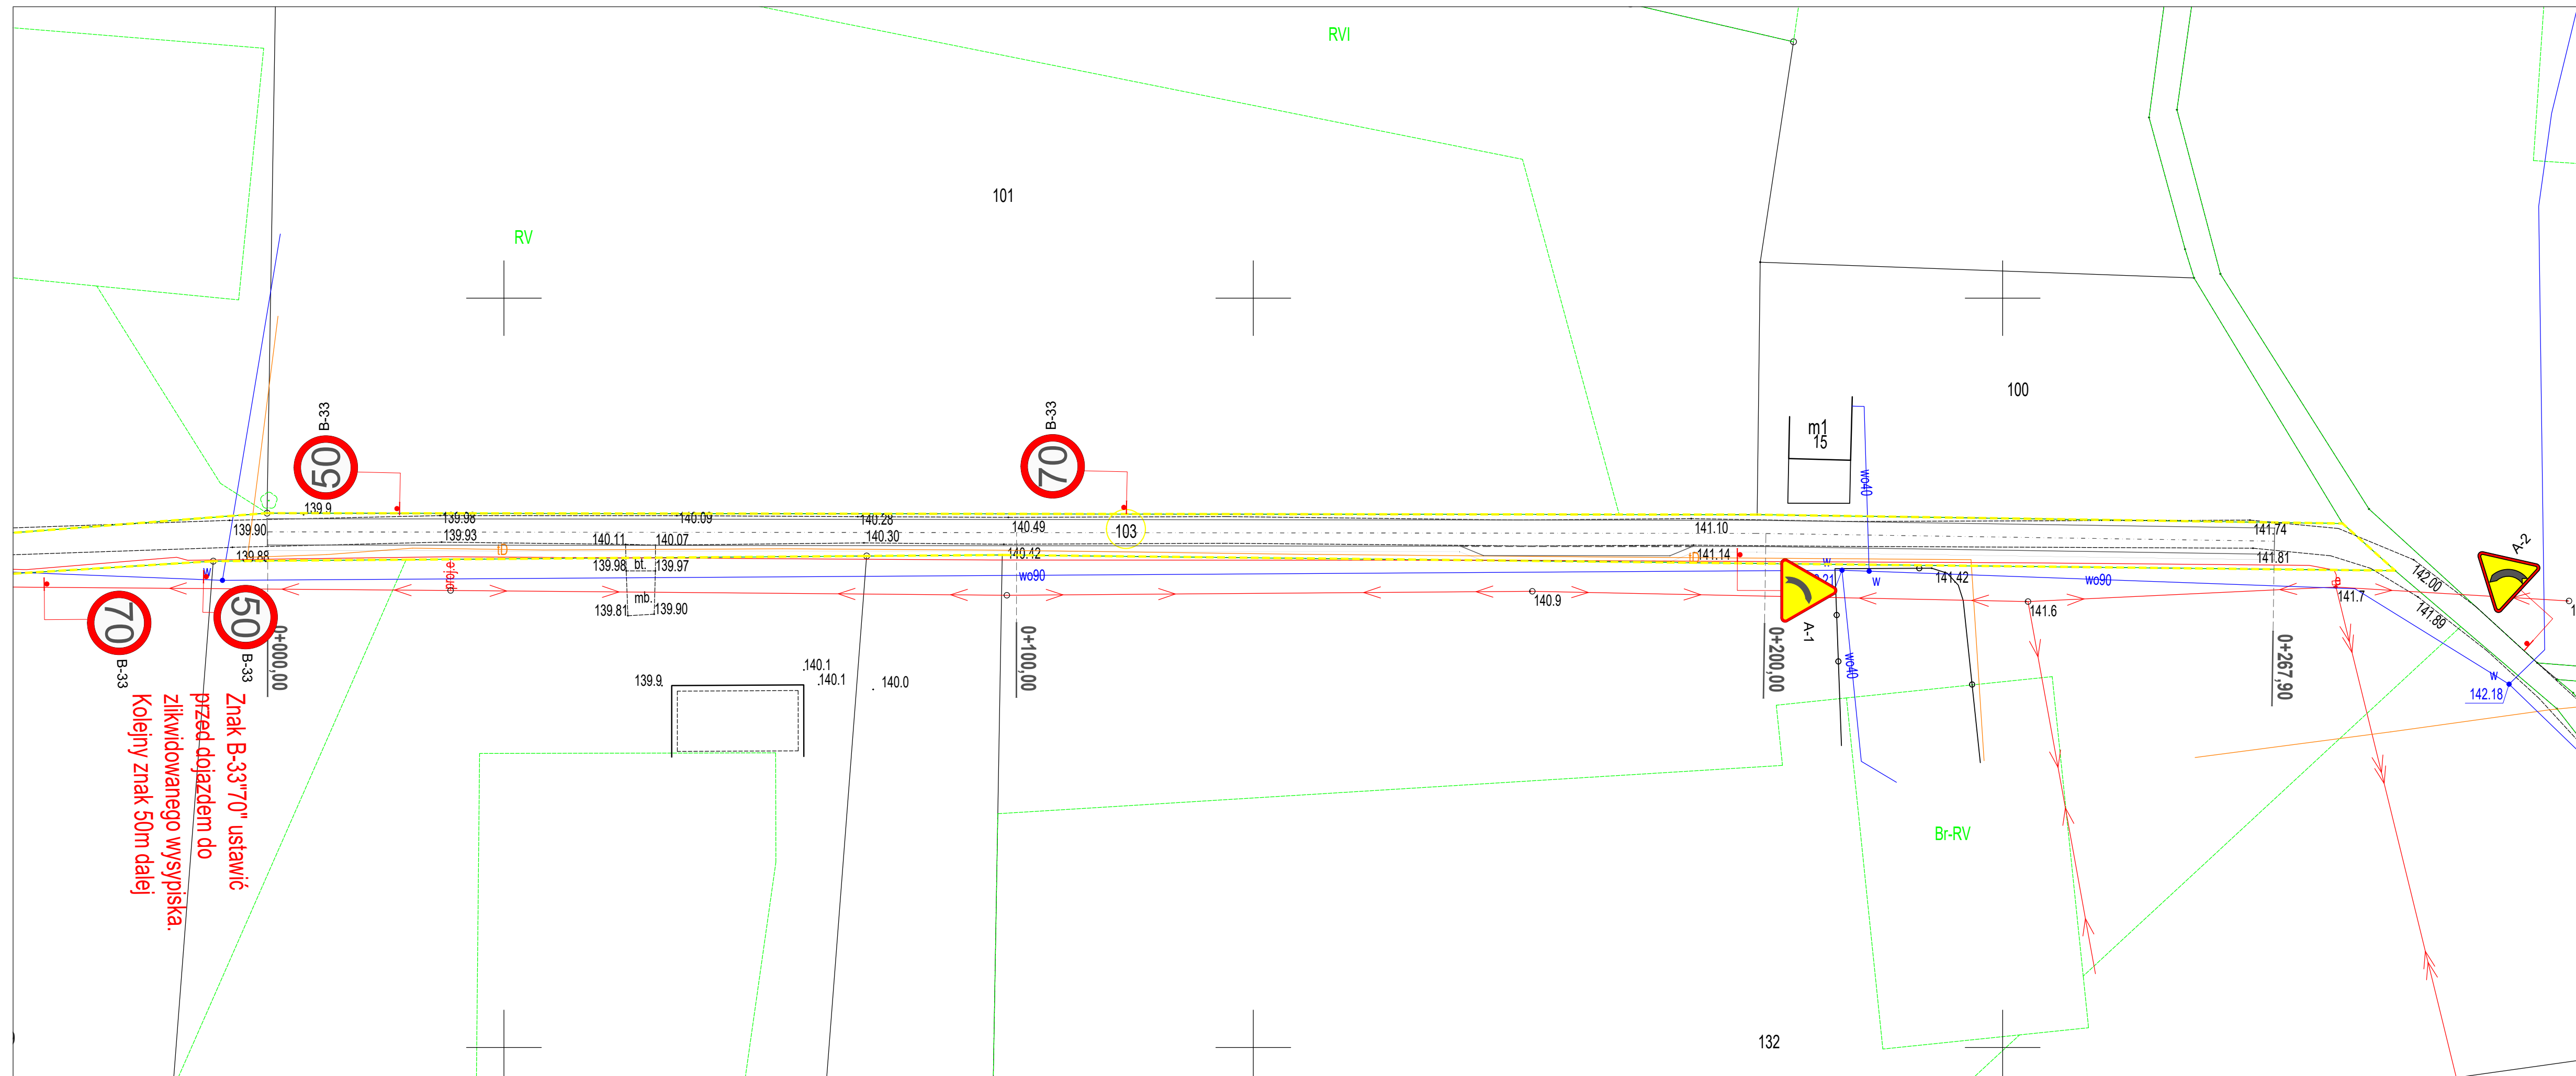 RVI
101
RV
100
B-33
50
B-33
70
m1
15
wo40
139.9
139.98
140.09
140.28
140.49
103
141.10
141.74
139.90
139.93
140.30
140.42
139.88
140.11
140.07
tD
tD
141.14
141.81
139.98
bt.
139.97
w
wo90
w
w
wo90
141.42
142.00
A-2
proj.e
mb.
139.81
139.90
140.9
141.6
141.7
141.89
70
B-33
50
B-33
0+000,00
0+100,00
0+200,00
A-1
wo40
0+267,90
w
142.18
139.9
140.1
140.1
140.0
Znak B-33"70" ustawić
przed dojazdem do
zlikwidowanego wysypiska.
Kolejny znak 50m dalej
Br-RV
132